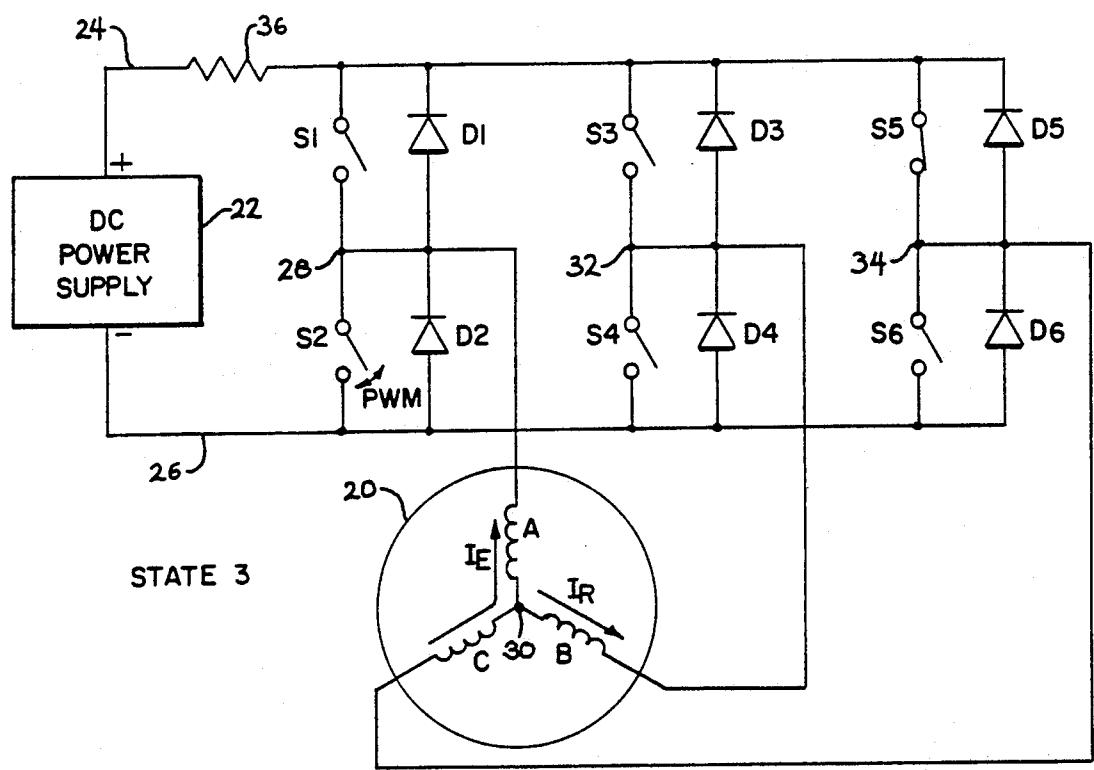 24
36
S1
D1
S3
D3
S5
D5
+
DC
POWER
SUPPLY
22
28
32
34
-
S2
D2
S4
D4
S6
D6
PWM
26
20
A
IE
STATE 3
IR
C
30
B